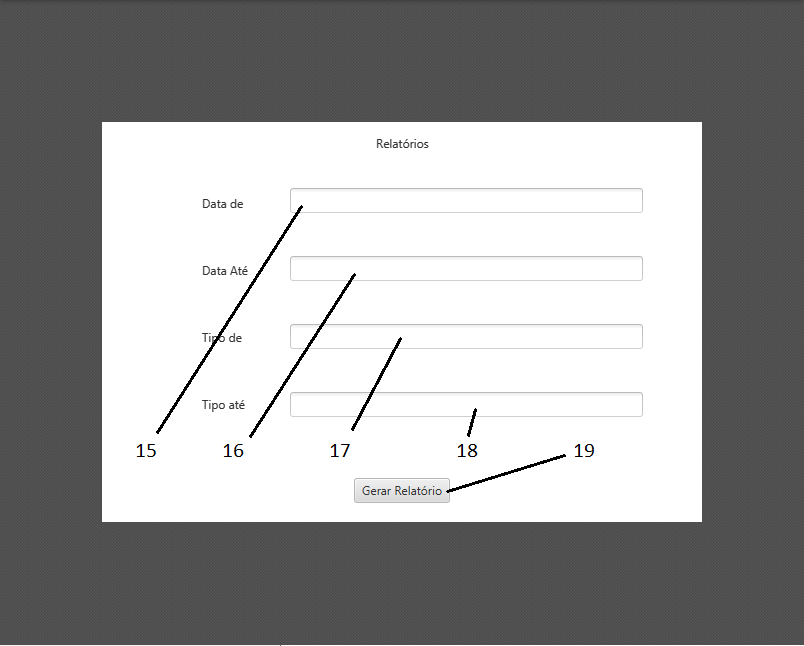 Relatórios
Data de
Data Até
Tipo de
Tipo até
15 16 17 18 19
Gerar Relatório